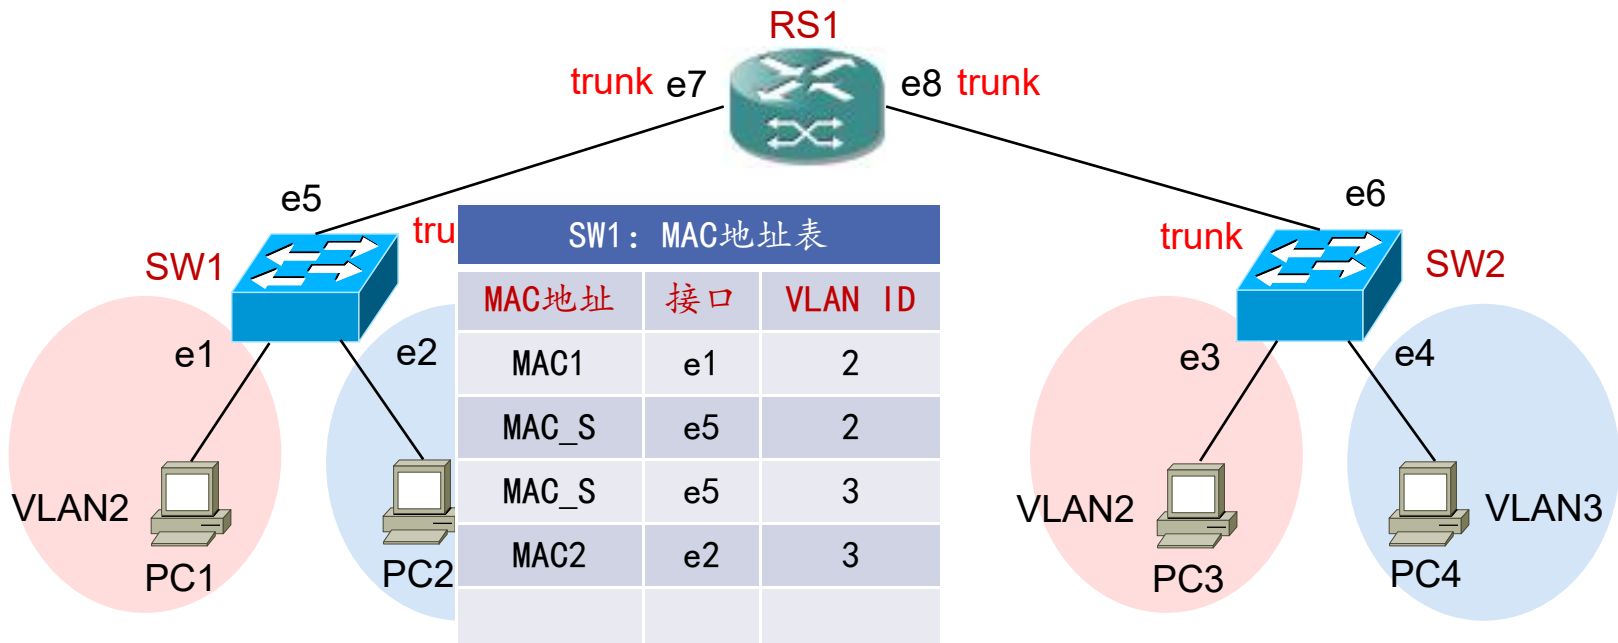 RS1
trunk e7
e8 trunk
e5
e6
tru
trunk
SW1
SW2
SW1: MAC地址表
MAC地址 接口 VLAN ID
MAC1 e1 2
MAC_S e5 2
MAC_S e5 3
MAC2 e2 3
e1
e2
e3
e4
VLAN2
VLAN2
VLAN3
PC1
PC2
PC3
PC4